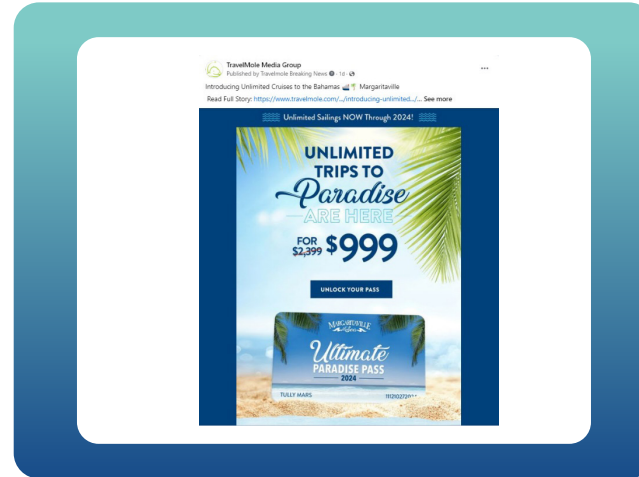 TravelMole Media Group
Published by Travelmole Breaking News · 1d ·
Introducing Unlimited Cruises to the Bahamas 🛳️🌴 Margaritaville
Read Full Story: https://www.travelmole.com/.../introducing-unlimited.../... See more
Unlimited Sailings NOW Through 2024!
UNLIMITED
TRIPS TO
Paradise
ARE HERE
FOR
$2,399 $999
UNLOCK YOUR PASS
MARGARITAVILLE
at Sea
Ultimate
PARADISE PASS
2024
TULLY MARS